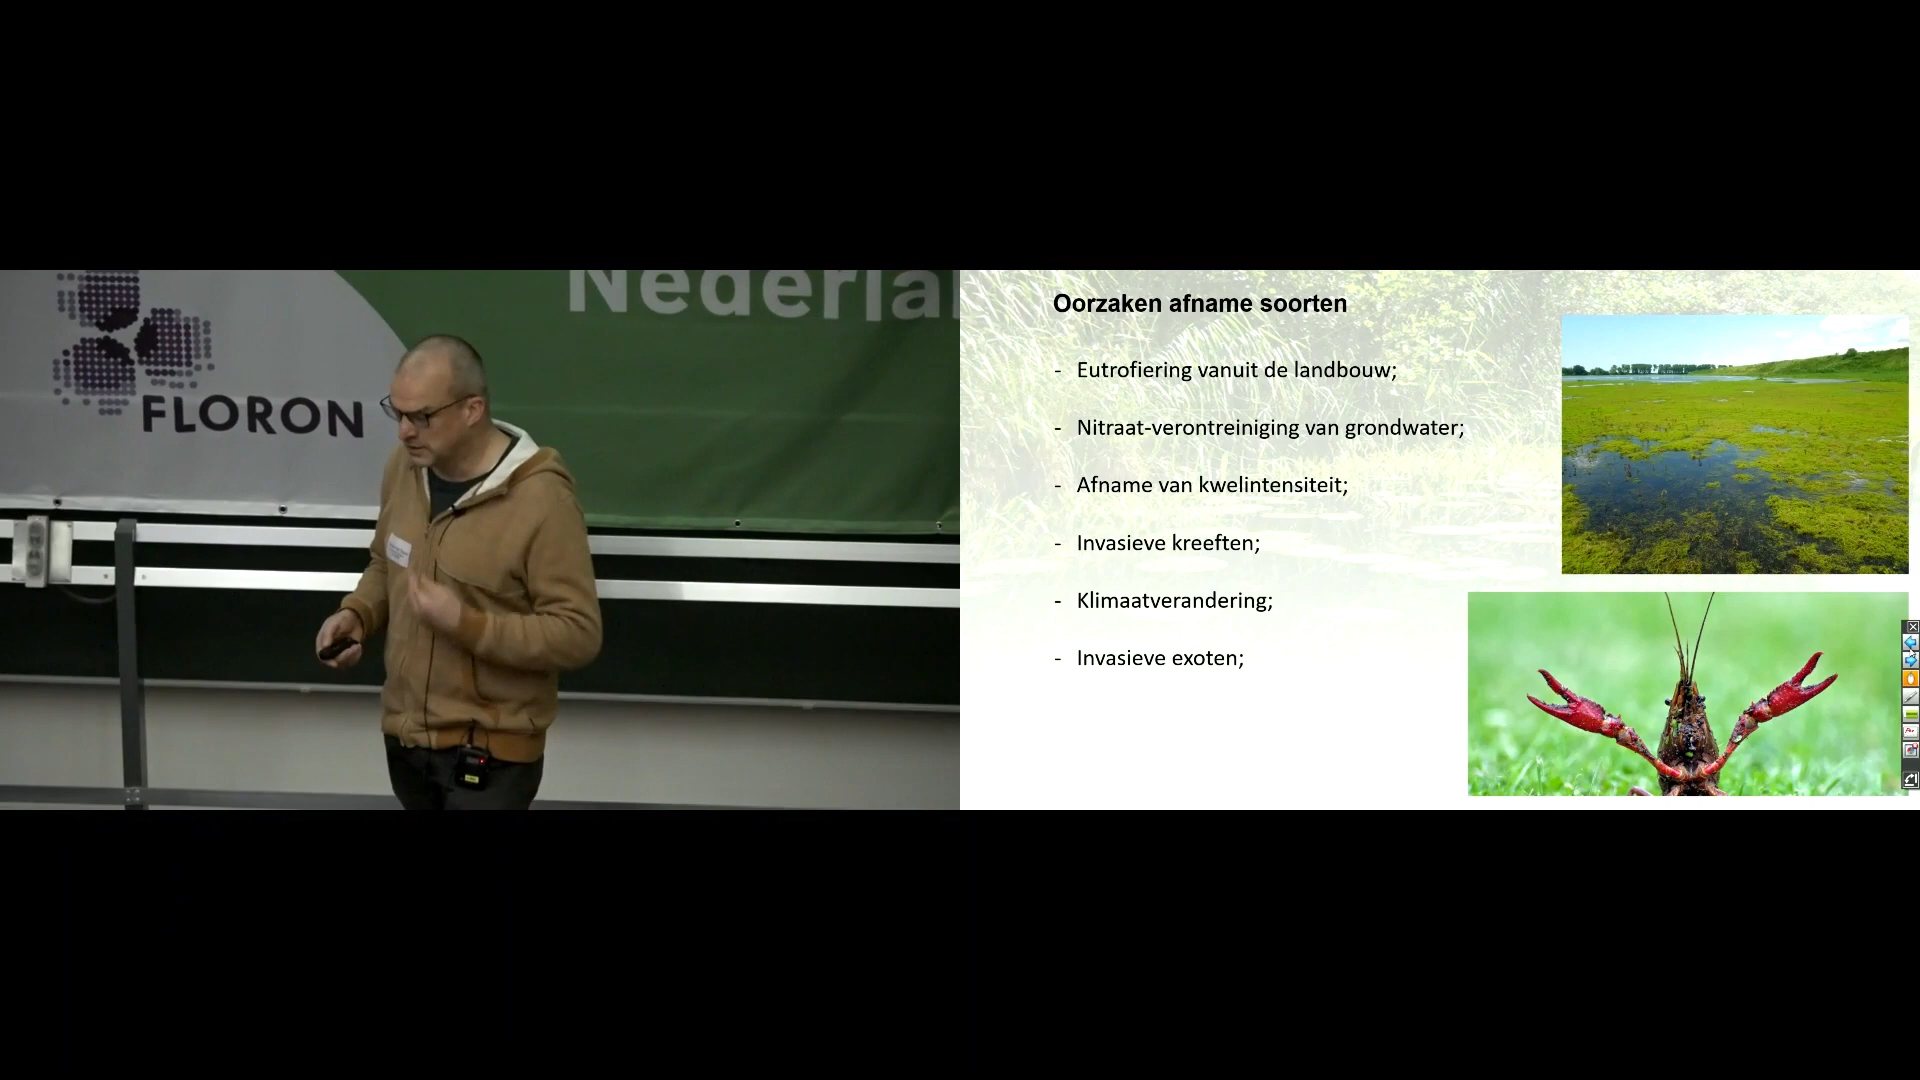 Nederla
FLORON
Oorzaken afname soorten
- Eutrofiering vanuit de landbouw;
- Nitraat-verontreiniging van grondwater;
- Afname van kwelintensiteit;
- Invasieve kreeften;
- Klimaatverandering;
- Invasieve exoten;